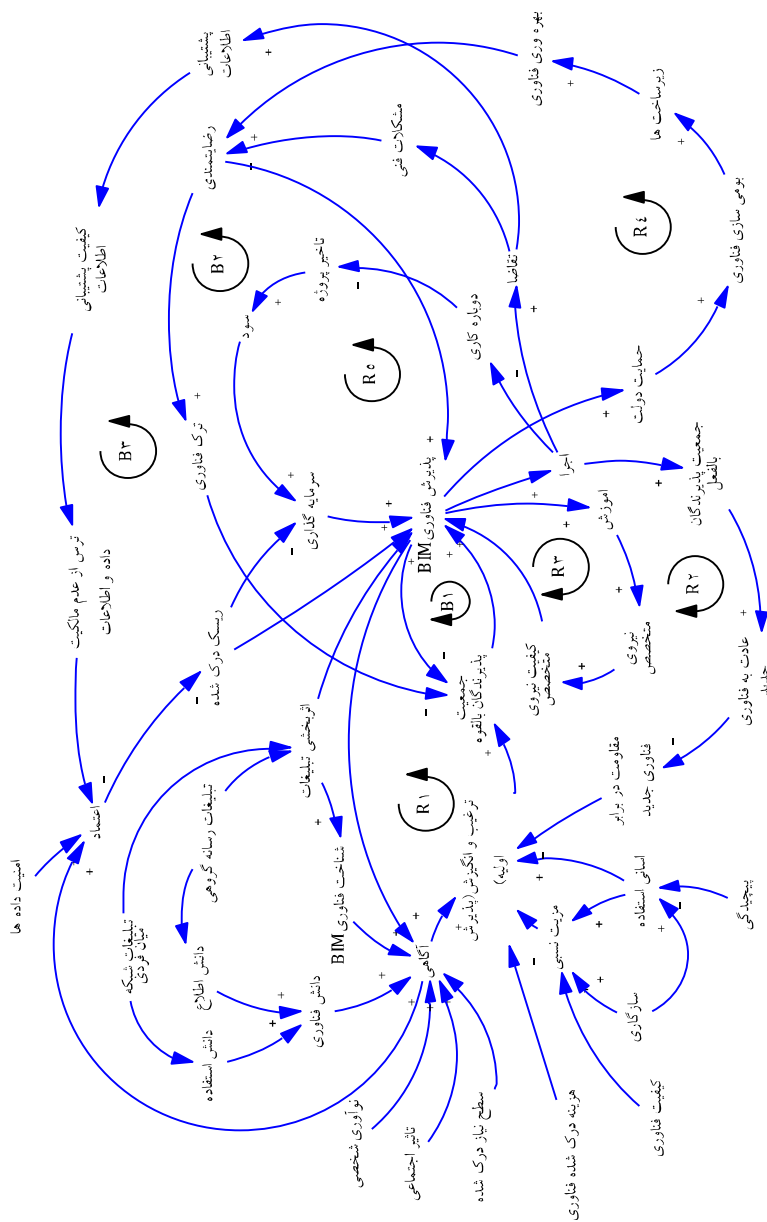 امنیت داده ها
اعتماد
ترس از عدم مالکیت
داده و اطلاعات
کیفیت پشتیبانی
اطلاعات
پشتیبانی
اطلاعات
تبلیغات شبکه
میان فردی
تبلیغات رسانه گروهی
ریسک درک شده
ترک فناوری
رضایتمندی
دانش استفاده
دانش اطلاع
اثربخشی تبلیغات
سود
سرمایه گذاری
تاخیر پروژه
دانش فناوری
شناخت فناوری BIM
مشکلات فنی
نوآوری شخصی
تاثیر اجتماعی
سطح نیاز درک شده
آگاهی
پذیرش فناوری BIM
دوباره کاری
تقاضا
بهره وری فناوری
ترغیب و انگیزش(پذیرش
اولیه)
جمعیت
پذیرندگان بالقوه
کیفیت نیروی
متخصص
اجرا
اموزش
هزینه درک شده فناوری
مزیت نسبی
مقاومت در برابر
فناوری جدید
نیروی
متخصص
حمایت دولت
زیرساخت ها
کیفیت فناوری
سازگاری
اسانی استفاده
پیچیدگی
عادت به فناوری
جدید
جمعیت پذیرندگان
بالفعل
بومی سازی فناوری
R۱
R۲
R۳
R٤
R٥
B۱
B۲
B۳